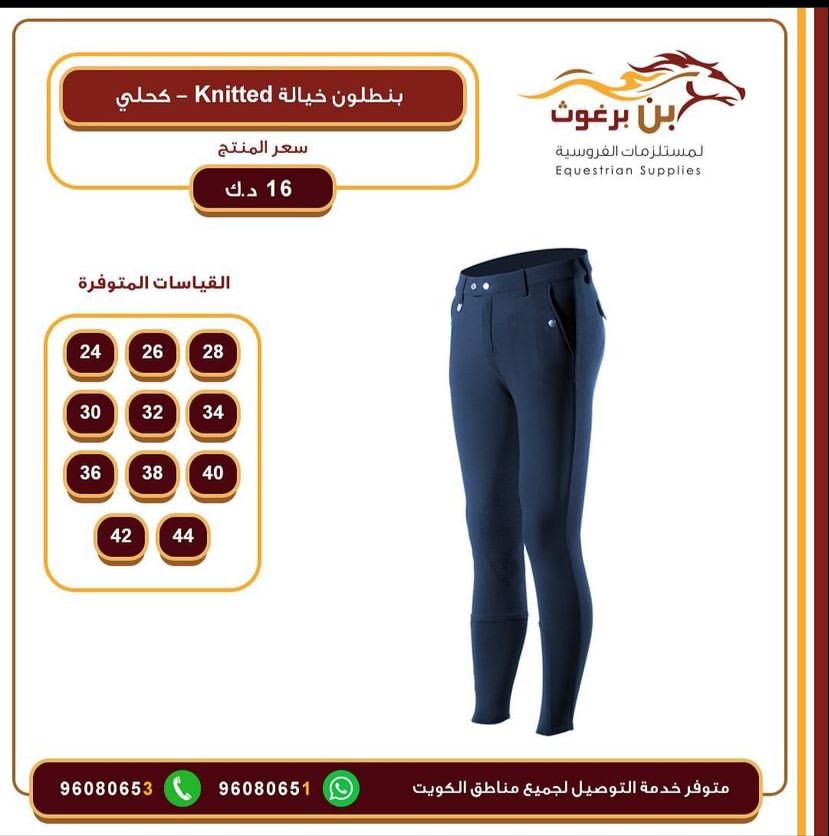 بنطلون خيالة Knitted – كحلي
سعر المنتج
16 د.ك
بن برغوث
لمستلزمات الفروسية
Equestrian Supplies
القياسات المتوفرة
24 26 28
30 32 34
36 38 40
42 44
متوفر خدمة التوصيل لجميع مناطق الكويت
96080651
96080653